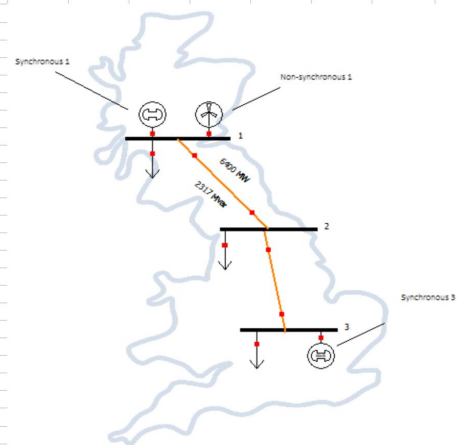 Synchronous 1
Non-synchronous 1
1
6400 MW
2317 Mvar
2
Synchronous 3
3